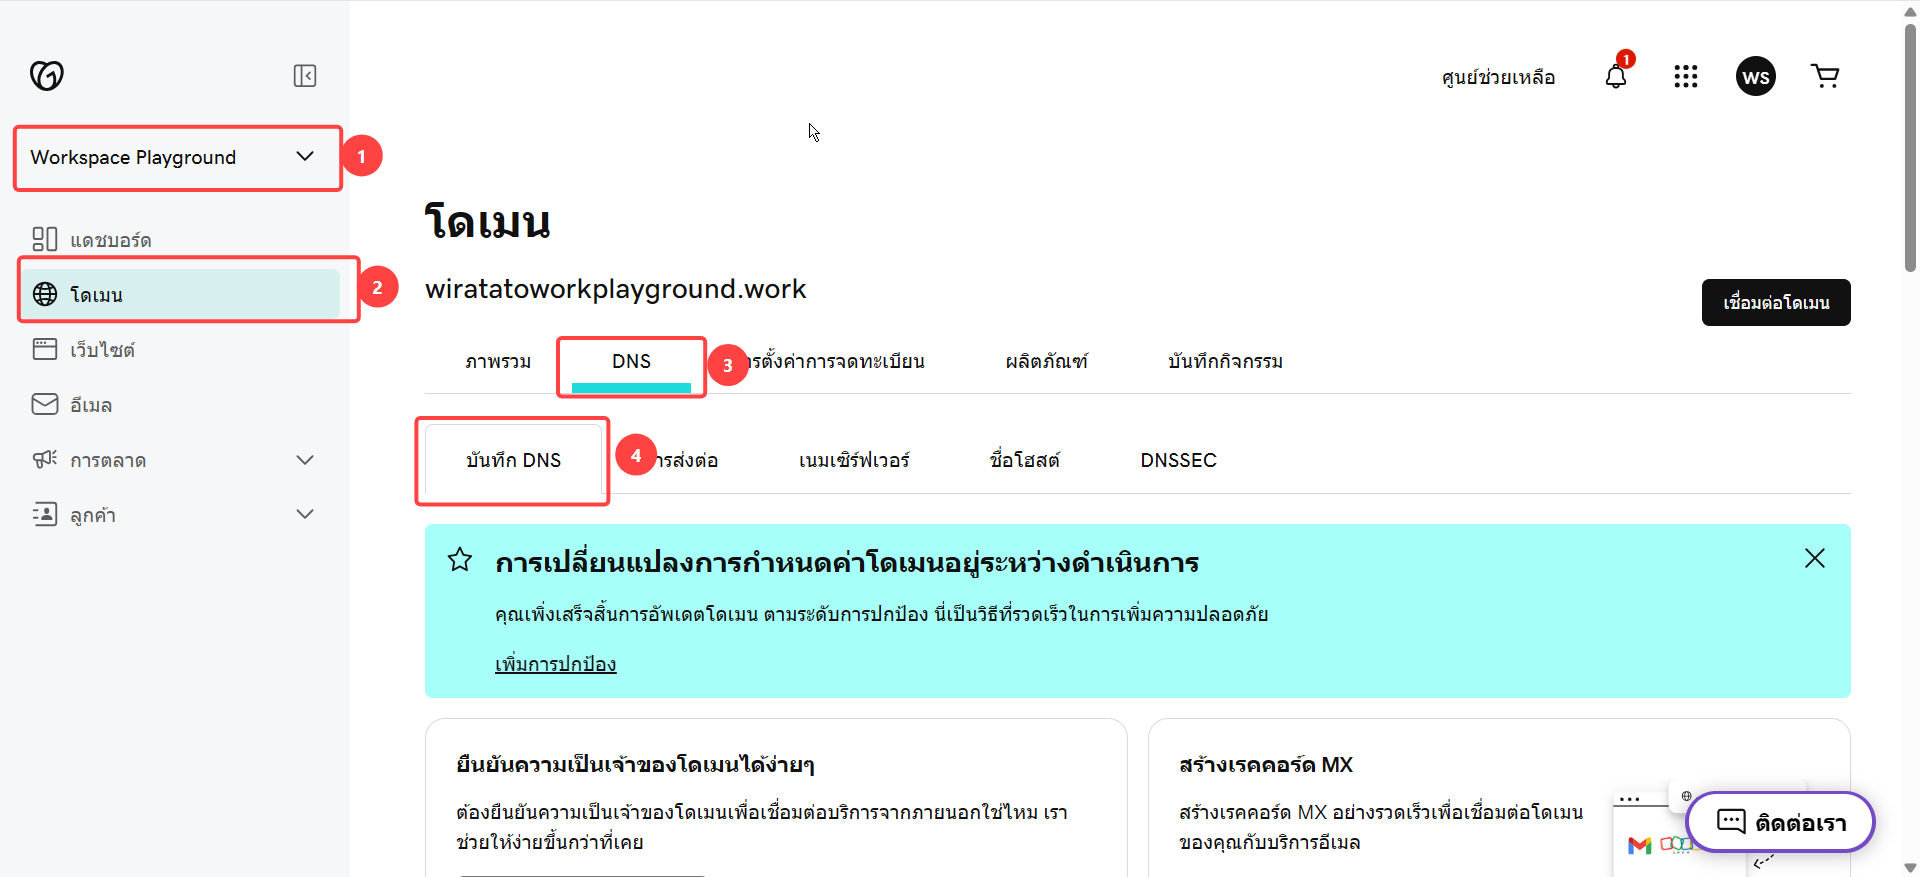 ศูนย์ช่วยเหลือ
1
WS
Workspace Playground
1
แดชบอร์ด
โดเมน
2
เว็บไซต์
อีเมล
การตลาด
ลูกค้า
โดเมน
wiratatoworkplayground.work
เชื่อมต่อโดเมน
ภาพรวม
DNS
3
รตั้งค่าการจดทะเบียน
ผลิตภัณฑ์
บันทึกกิจกรรม
บันทึก DNS
4
ารส่งต่อ
เนมเซิร์ฟเวอร์
ชื่อโฮสต์
DNSSEC
การเปลี่ยนแปลงการกำหนดค่าโดเมนอยู่ระหว่างดำเนินการ
คุณเพิ่งเสร็จสิ้นการอัพเดตโดเมน ตามระดับการปกป้อง นี่เป็นวิธีที่รวดเร็วในการเพิ่มความปลอดภัย
เพิ่มการปกป้อง
ยืนยันความเป็นเจ้าของโดเมนได้ง่ายๆ
ต้องยืนยันความเป็นเจ้าของโดเมนเพื่อเชื่อมต่อบริการจากภายนอกใช่ไหม เรา
ช่วยให้ง่ายขึ้นกว่าที่เคย
สร้างเรคคอร์ด MX
สร้างเรคคอร์ด MX อย่างรวดเร็วเพื่อเชื่อมต่อโดเมน
ของคุณกับบริการอีเมล
ติดต่อเรา